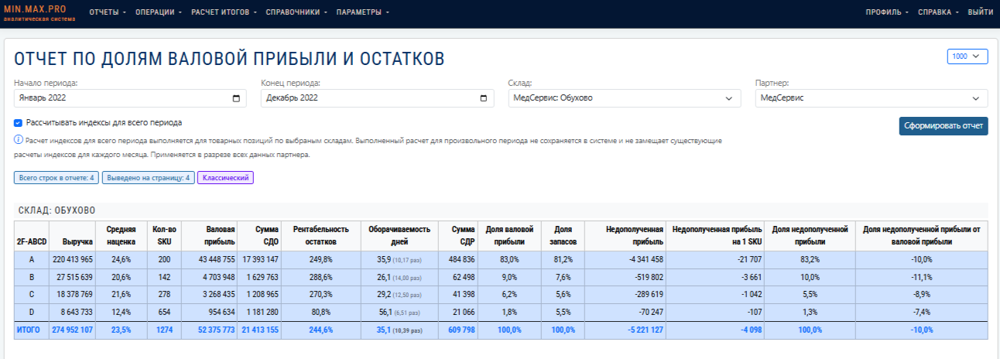 MIN.MAX.PRO
аналитическая система
ОТЧЕТЫ ОПЕРАЦИИ РАСЧЕТ ИТОГОВ СПРАВОЧНИКИ ПАРАМЕТРЫ ПРОФИЛЬ СПРАВКА ВЫЙТИ
ОТЧЕТ ПО ДОЛЯМ ВАЛОВОЙ ПРИБЫЛИ И ОСТАТКОВ 1000
Начало периода: Конец периода: Склад: Партнер:
Январь 2022 Декабрь 2022 МедСервис: Обухово МедСервис
Рассчитывать индексы для всего периода Сформировать отчет
Расчет индексов для всего периода выполняется для товарных позиций по выбраным складам. Выполненный расчет для произвольного периода не сохраняется в системе и не замещает существующие
расчеты индексов для каждого месяца. Применяется в разрезе всех данных партнера.
Всего строк в отчете: 4 Выведено на страницу: 4 Классический
СКЛАД: ОБУХОВО
2F-ABCD Выручка Средняя наценка Кол-во SKU Валовая прибыль Сумма СДО Рентабельность остатков Оборачиваемость дней Сумма СДР Доля валовой прибыли Доля запасов Недополученная прибыль Недополученная прибыль на 1 SKU Доля недополученной прибыли Доля недополученной прибыли от валовой прибыли
A 220 413 965 24,6% 200 43 448 755 17 393 147 249,8% 35,9 (10,17 раз) 484 836 83,0% 81,2% -4 341 458 -21 707 83,2% -10,0%
B 27 515 639 20,6% 142 4 703 948 1 629 763 288,6% 26,1 (14,00 раз) 62 498 9,0% 7,6% -519 802 -3 661 10,0% -11,1%
C 18 378 769 21,6% 278 3 268 435 1 208 965 270,3% 29,2 (12,50 раз) 41 398 6,2% 5,6% -289 619 -1 042 5,5% -8,9%
D 8 643 733 12,4% 654 954 634 1 181 280 80,8% 56,1 (6,51 раз) 21 066 1,8% 5,5% -70 247 -107 1,3% -7,4%
ИТОГО 274 952 107 23,5% 1274 52 375 773 21 413 155 244,6% 35,1 (10,39 раз) 609 798 100,0% 100,0% -5 221 127 -4 098 100,0% -10,0%